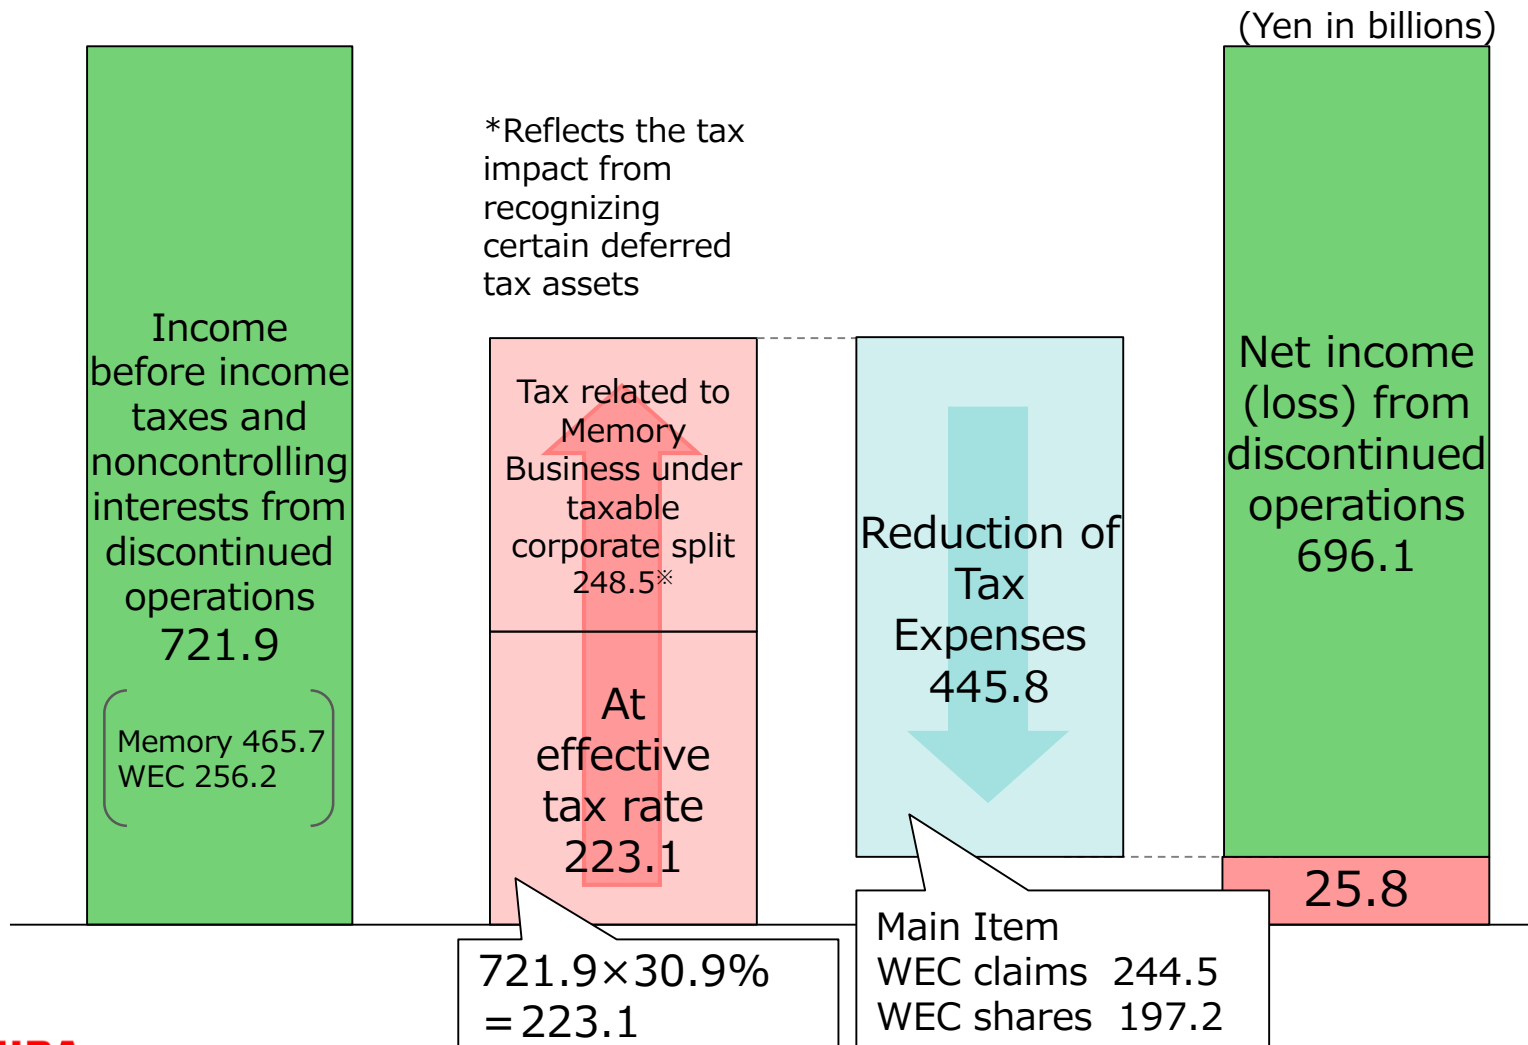 (Yen in billions)
*Reflects the tax
impact from
recognizing
certain deferred
tax assets
Income
before income
taxes and
noncontrolling
interests from
discontinued
operations
721.9
Memory 465.7
WEC 256.2
Tax related to
Memory
Business under
taxable
corporate split
248.5※
At
effective
tax rate
223.1
721.9×30.9%
=223.1
Reduction of
Tax
Expenses
445.8
Main Item
WEC claims 244.5
WEC shares 197.2
Net income
(loss) from
discontinued
operations
696.1
25.8